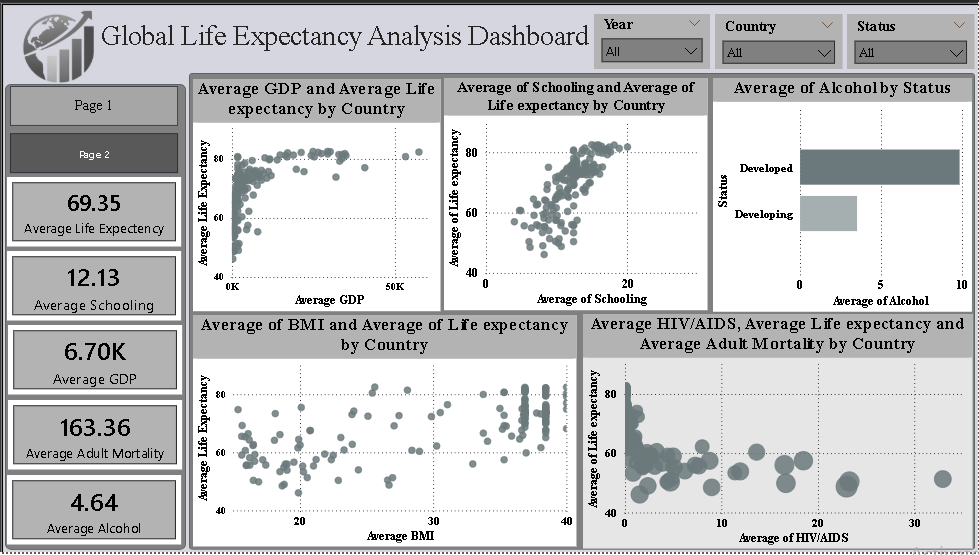 Global Life Expectancy Analysis Dashboard
Year
All
Country
All
Status
All
Page 1
Page 2
69.35
Average Life Expectency
12.13
Average Schooling
6.70K
Average GDP
163.36
Average Adult Mortality
4.64
Average Alcohol
Average GDP and Average Life
expectancy by Country
Average Life Expectancy
80
60
40
0K
50K
Average GDP
Average of Schooling and Average of
Life expectancy by Country
Average of Life expectancy
80
60
40
0
20
Average of Schooling
Average of Alcohol by Status
Status
Developed
Developing
0
5
10
Average of Alcohol
Average of BMI and Average of Life expectancy
by Country
Average Life Expectancy
80
60
40
20
30
40
Average BMI
Average HIV/AIDS, Average Life expectancy and
Average Adult Mortality by Country
Average of Life expectancy
80
60
40
0
10
20
30
Average of HIV/AIDS